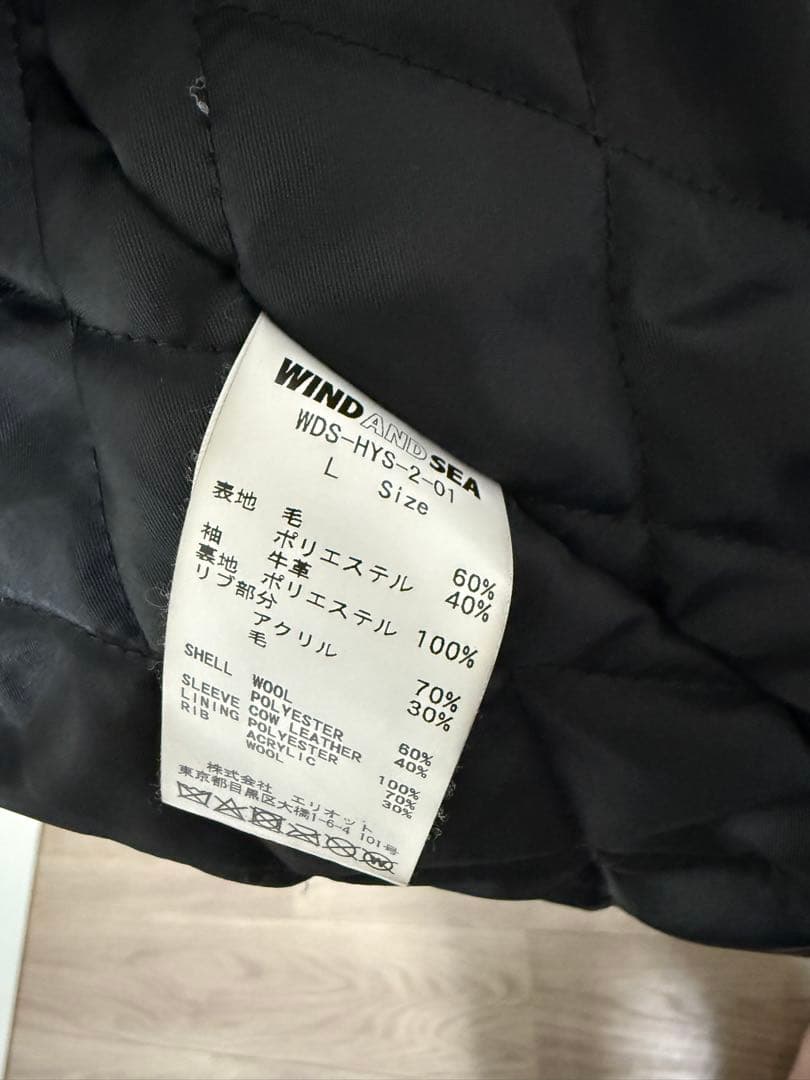 WIND AND SEA
WDS-HYS-2-01
L Size
表地 毛 60%
ポリエステル 40%
袖 牛革
裏地 ポリエステル 100%
リブ部分
アクリル 70%
毛 30%
SHELL WOOL 60%
POLYESTER 40%
SLEEVE COW LEATHER
LINING POLYESTER 100%
RIB ACRYLIC 70%
WOOL 30%
株式会社 エリオット
東京都目黒区大橋1-6-4 101号
W